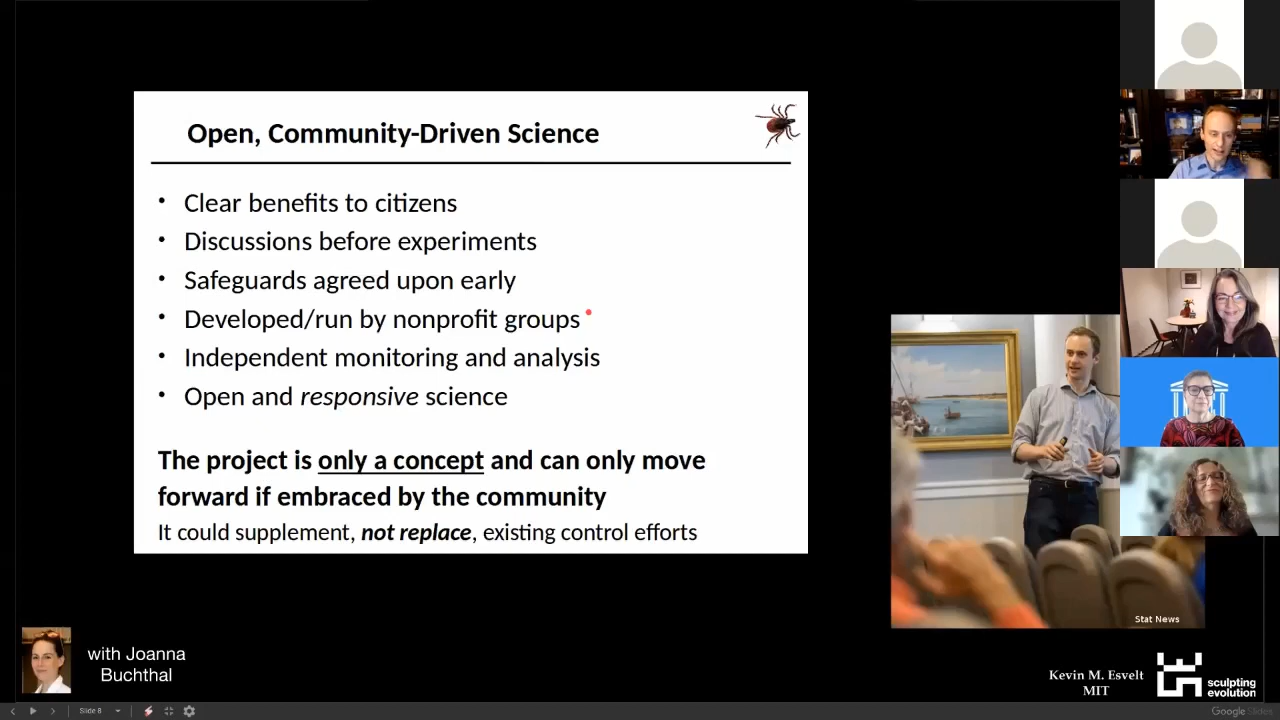 Open, Community-Driven Science
• Clear benefits to citizens
• Discussions before experiments
• Safeguards agreed upon early
• Developed/run by nonprofit groups
• Independent monitoring and analysis
• Open and responsive science
The project is only a concept and can only move
forward if embraced by the community
It could supplement, not replace, existing control efforts
Stat News
with Joanna
Buchthal
Kevin M. Esvelt
MIT
sculpting
evolution
Slide 8
Google Slides